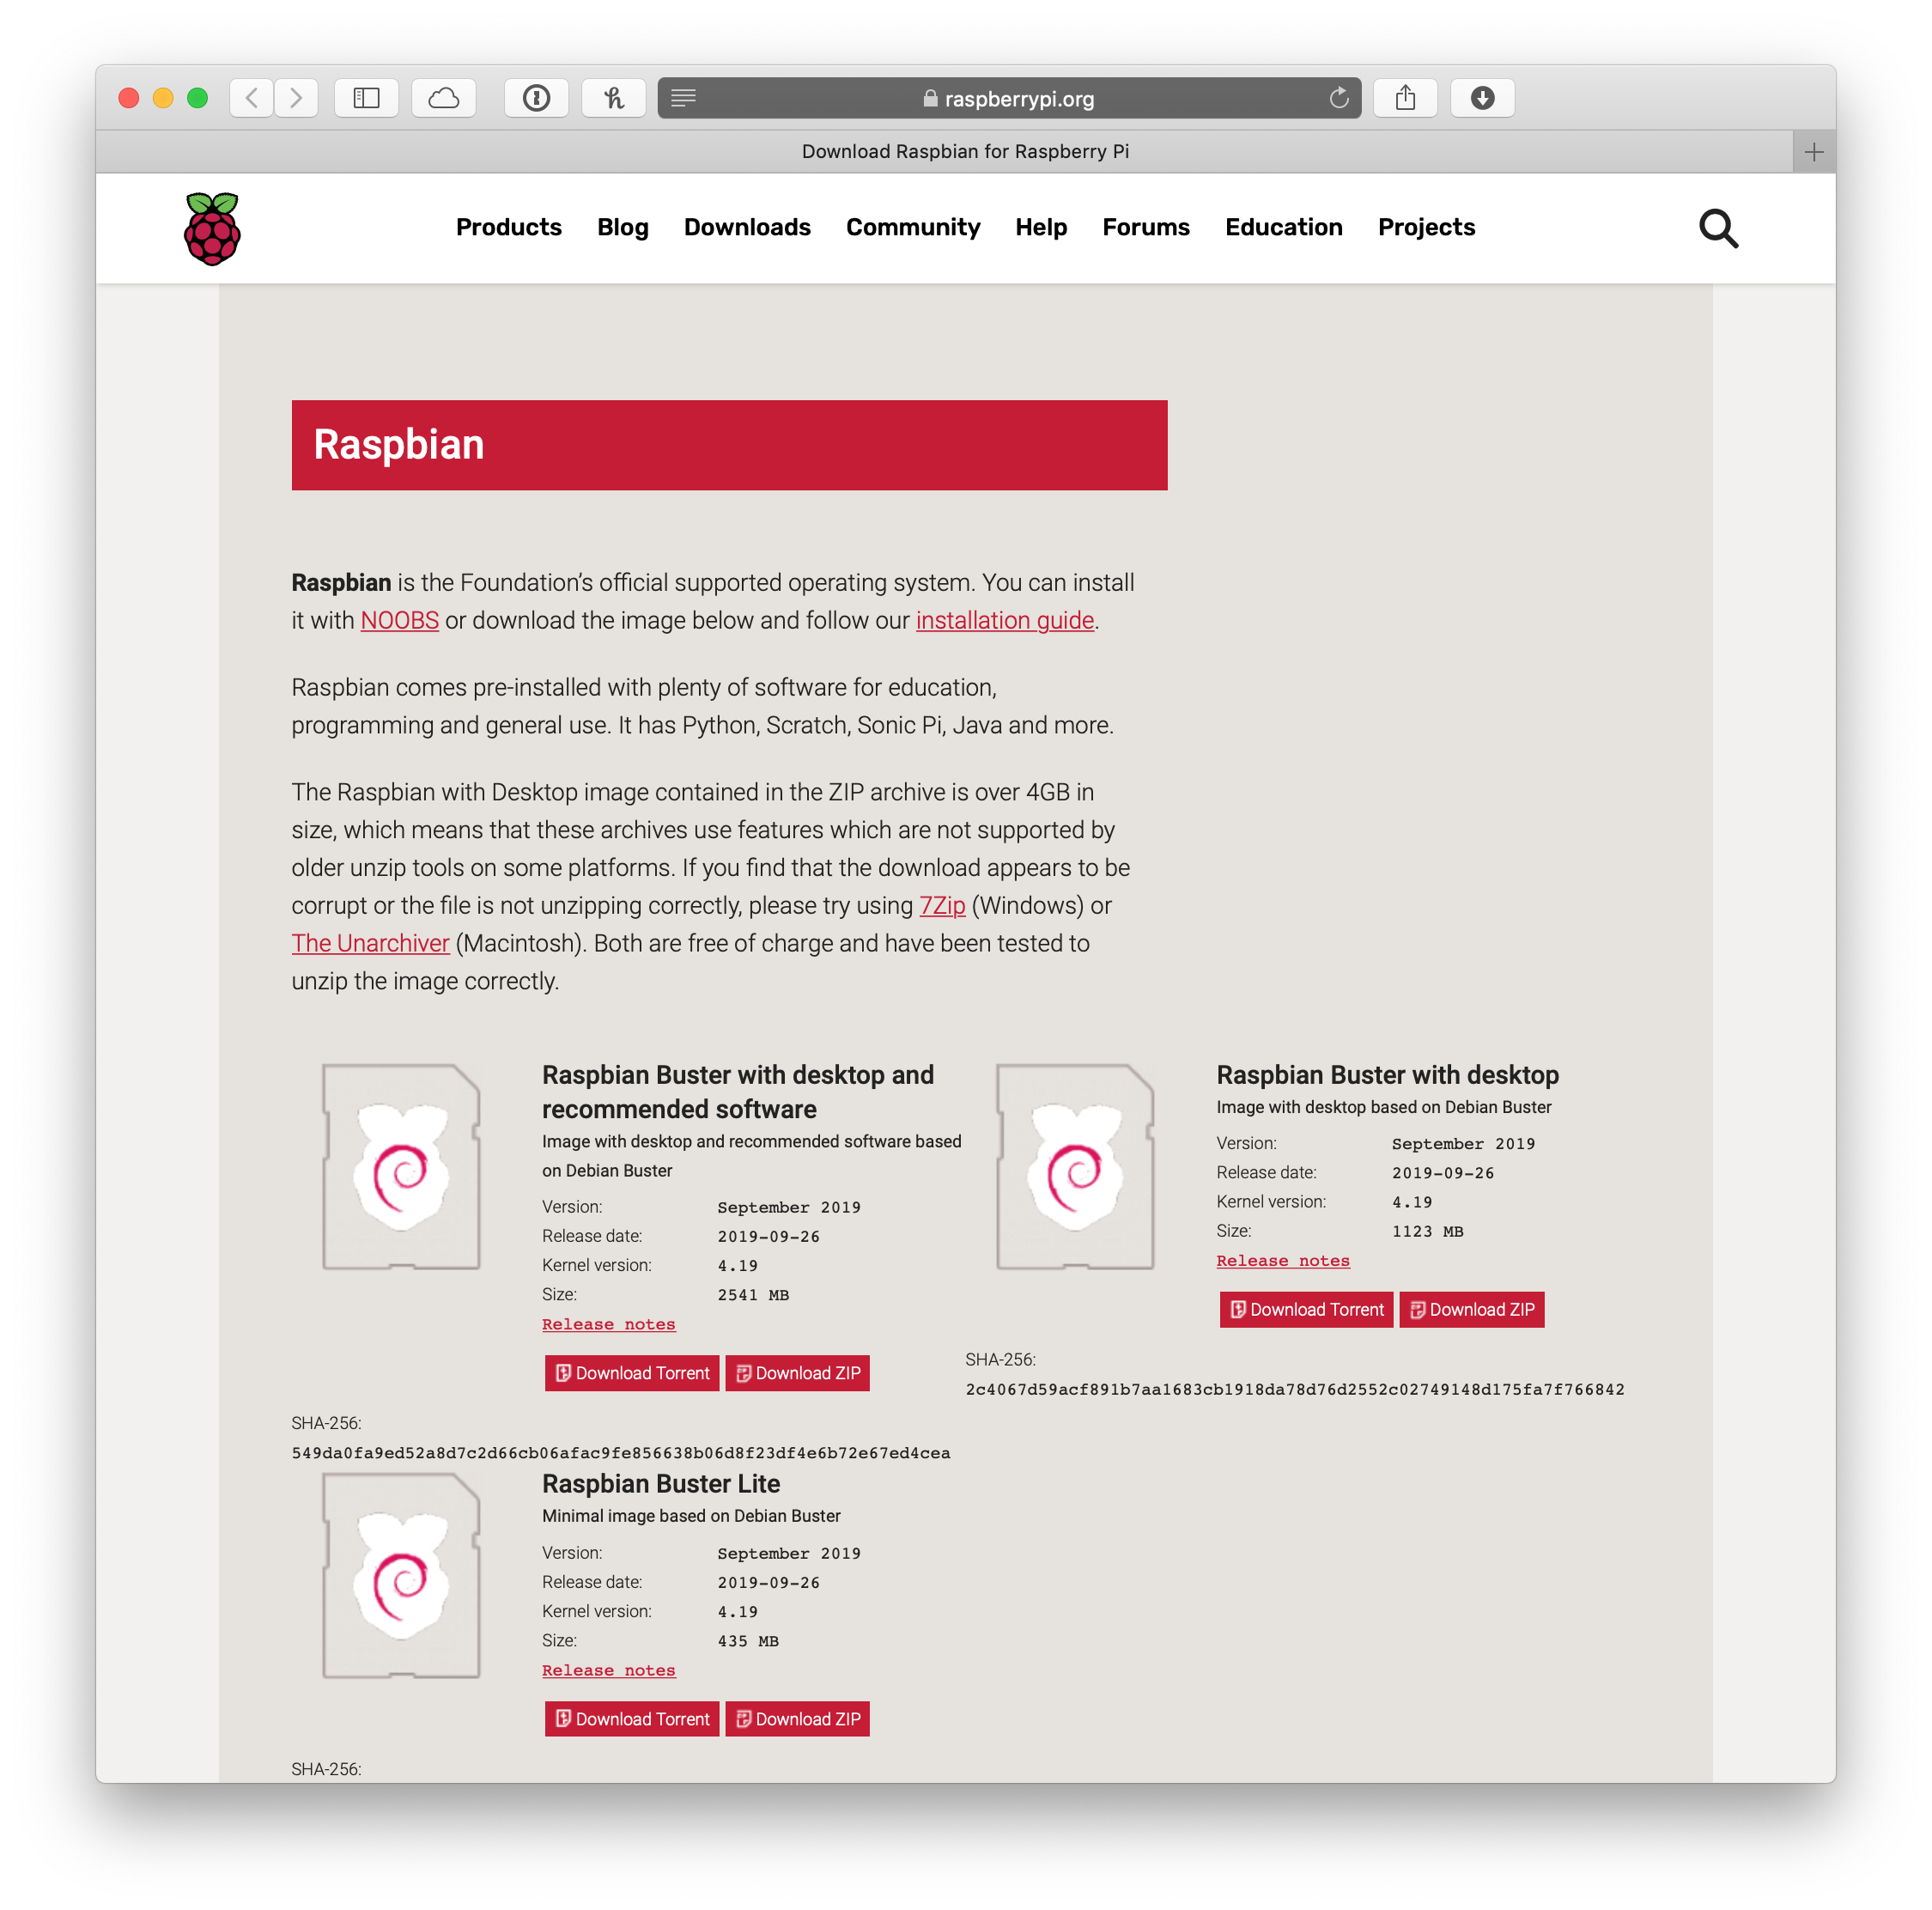 raspberrypi.org
Download Raspbian for Raspberry Pi
Products Blog Downloads Community Help Forums Education Projects
Raspbian
Raspbian is the Foundation’s official supported operating system. You can install
it with NOOBS or download the image below and follow our installation guide.
Raspbian comes pre-installed with plenty of software for education,
programming and general use. It has Python, Scratch, Sonic Pi, Java and more.
The Raspbian with Desktop image contained in the ZIP archive is over 4GB in
size, which means that these archives use features which are not supported by
older unzip tools on some platforms. If you find that the download appears to be
corrupt or the file is not unzipping correctly, please try using 7Zip (Windows) or
The Unarchiver (Macintosh). Both are free of charge and have been tested to
unzip the image correctly.
Raspbian Buster with desktop and
recommended software
Image with desktop and recommended software based
on Debian Buster
Version: September 2019
Release date: 2019-09-26
Kernel version: 4.19
Size: 2541 MB
Release notes
Download Torrent Download ZIP
SHA-256:
549da0fa9ed52a8d7c2d66cb06afac9fe856638b06d8f23df4e6b72e67ed4cea
Raspbian Buster with desktop
Image with desktop based on Debian Buster
Version: September 2019
Release date: 2019-09-26
Kernel version: 4.19
Size: 1123 MB
Release notes
Download Torrent Download ZIP
SHA-256:
2c4067d59acf891b7aa1683cb1918da78d76d2552c02749148d175fa7f766842
Raspbian Buster Lite
Minimal image based on Debian Buster
Version: September 2019
Release date: 2019-09-26
Kernel version: 4.19
Size: 435 MB
Release notes
Download Torrent Download ZIP
SHA-256: